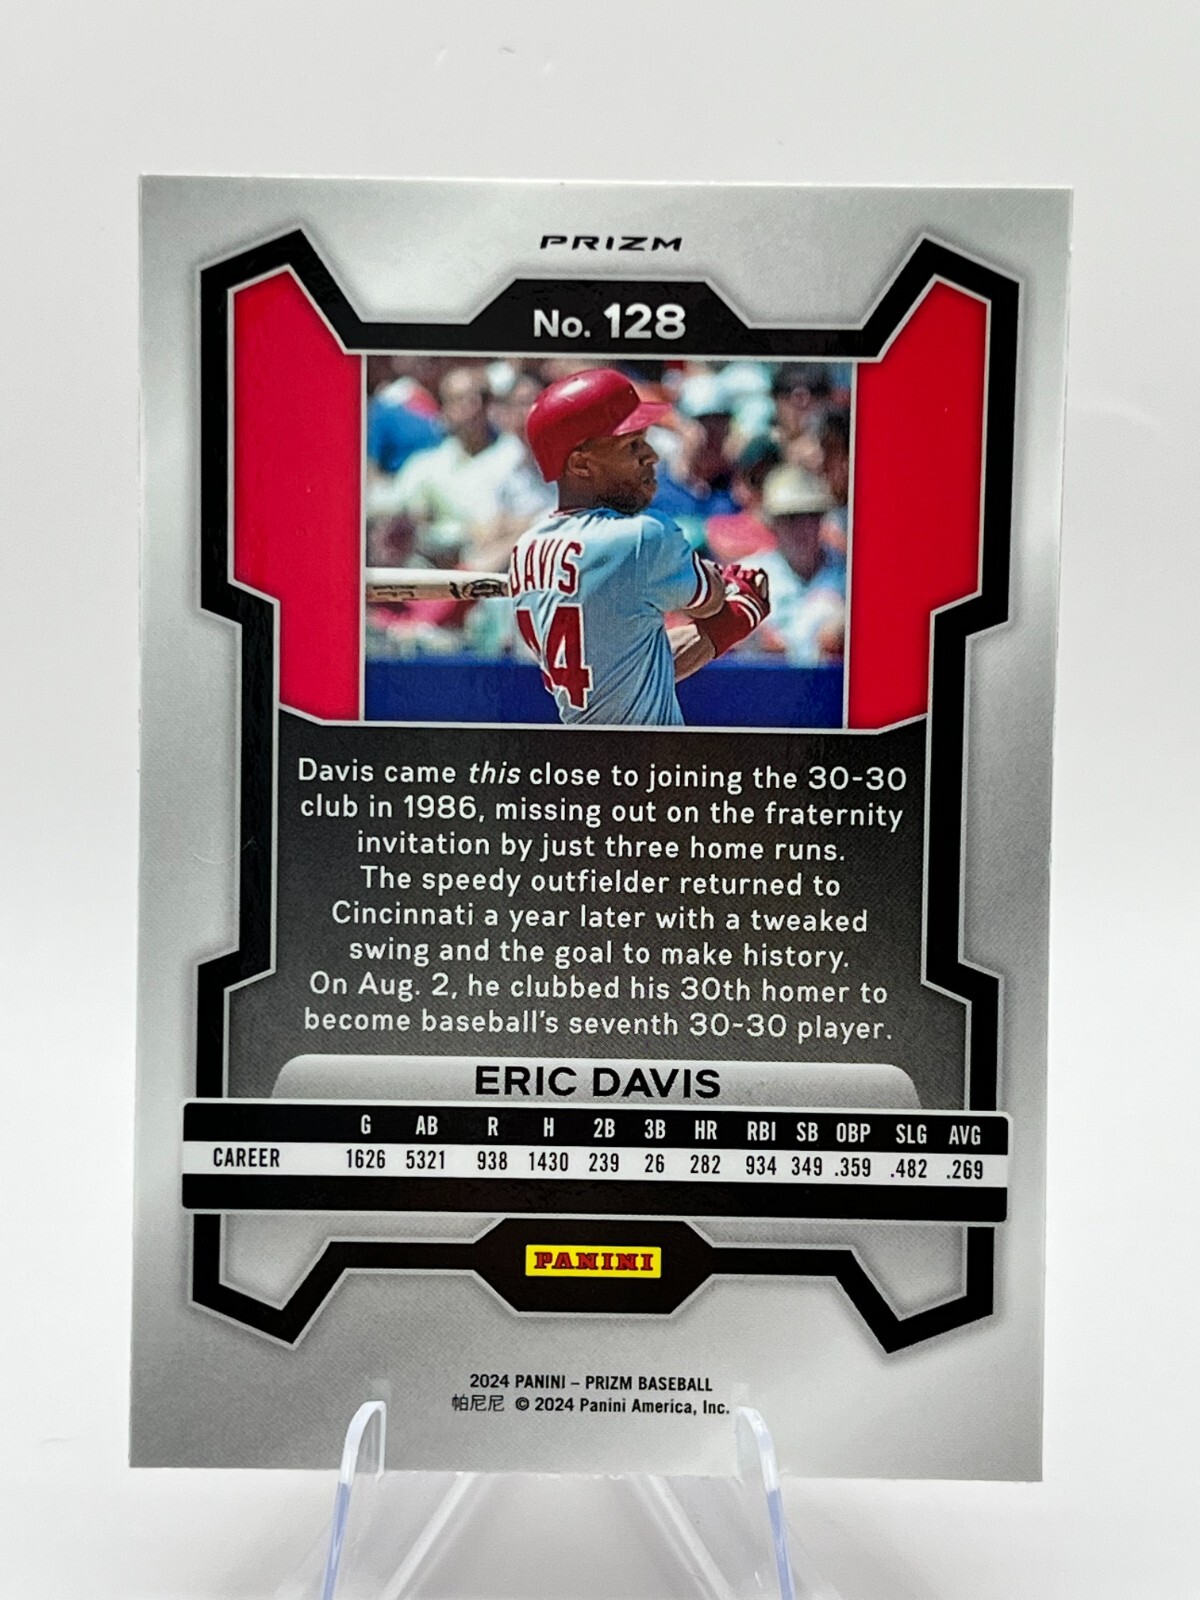 PRIZM
No. 128
DAVIS
44
Davis came this close to joining the 30-30
club in 1986, missing out on the fraternity
invitation by just three home runs.
The speedy outfielder returned to
Cincinnati a year later with a tweaked
swing and the goal to make history.
On Aug. 2, he clubbed his 30th homer to
become baseball's seventh 30-30 player.
ERIC DAVIS
G AB R H 2B 3B HR RBI SB OBP SLG AVG
CAREER 1626 5321 938 1430 239 26 282 934 349 .359 .482 .269
PANINI
2024 PANINI – PRIZM BASEBALL
帕尼尼 © 2024 Panini America, Inc.